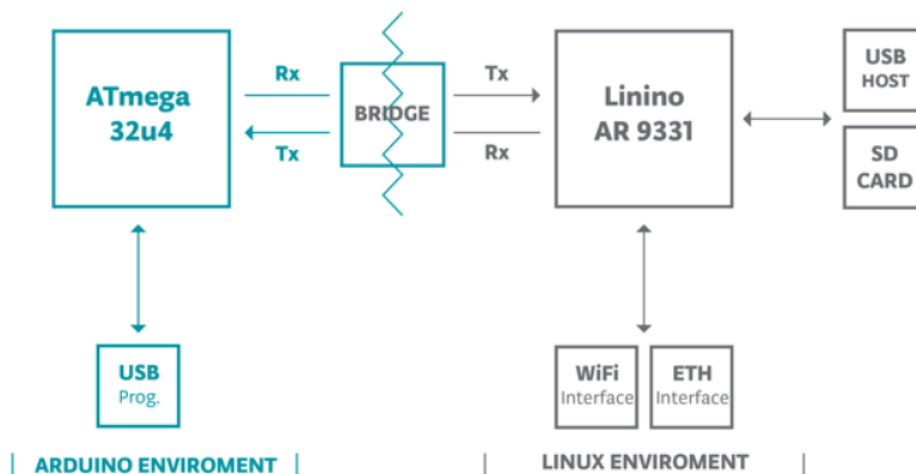 ATmega
32u4
Rx
Tx
BRIDGE
Tx
Rx
Linino
AR 9331
USB
HOST
SD
CARD
USB
Prog.
WiFi
Interface
ETH
Interface
ARDUINO ENVIROMENT
LINUX ENVIROMENT